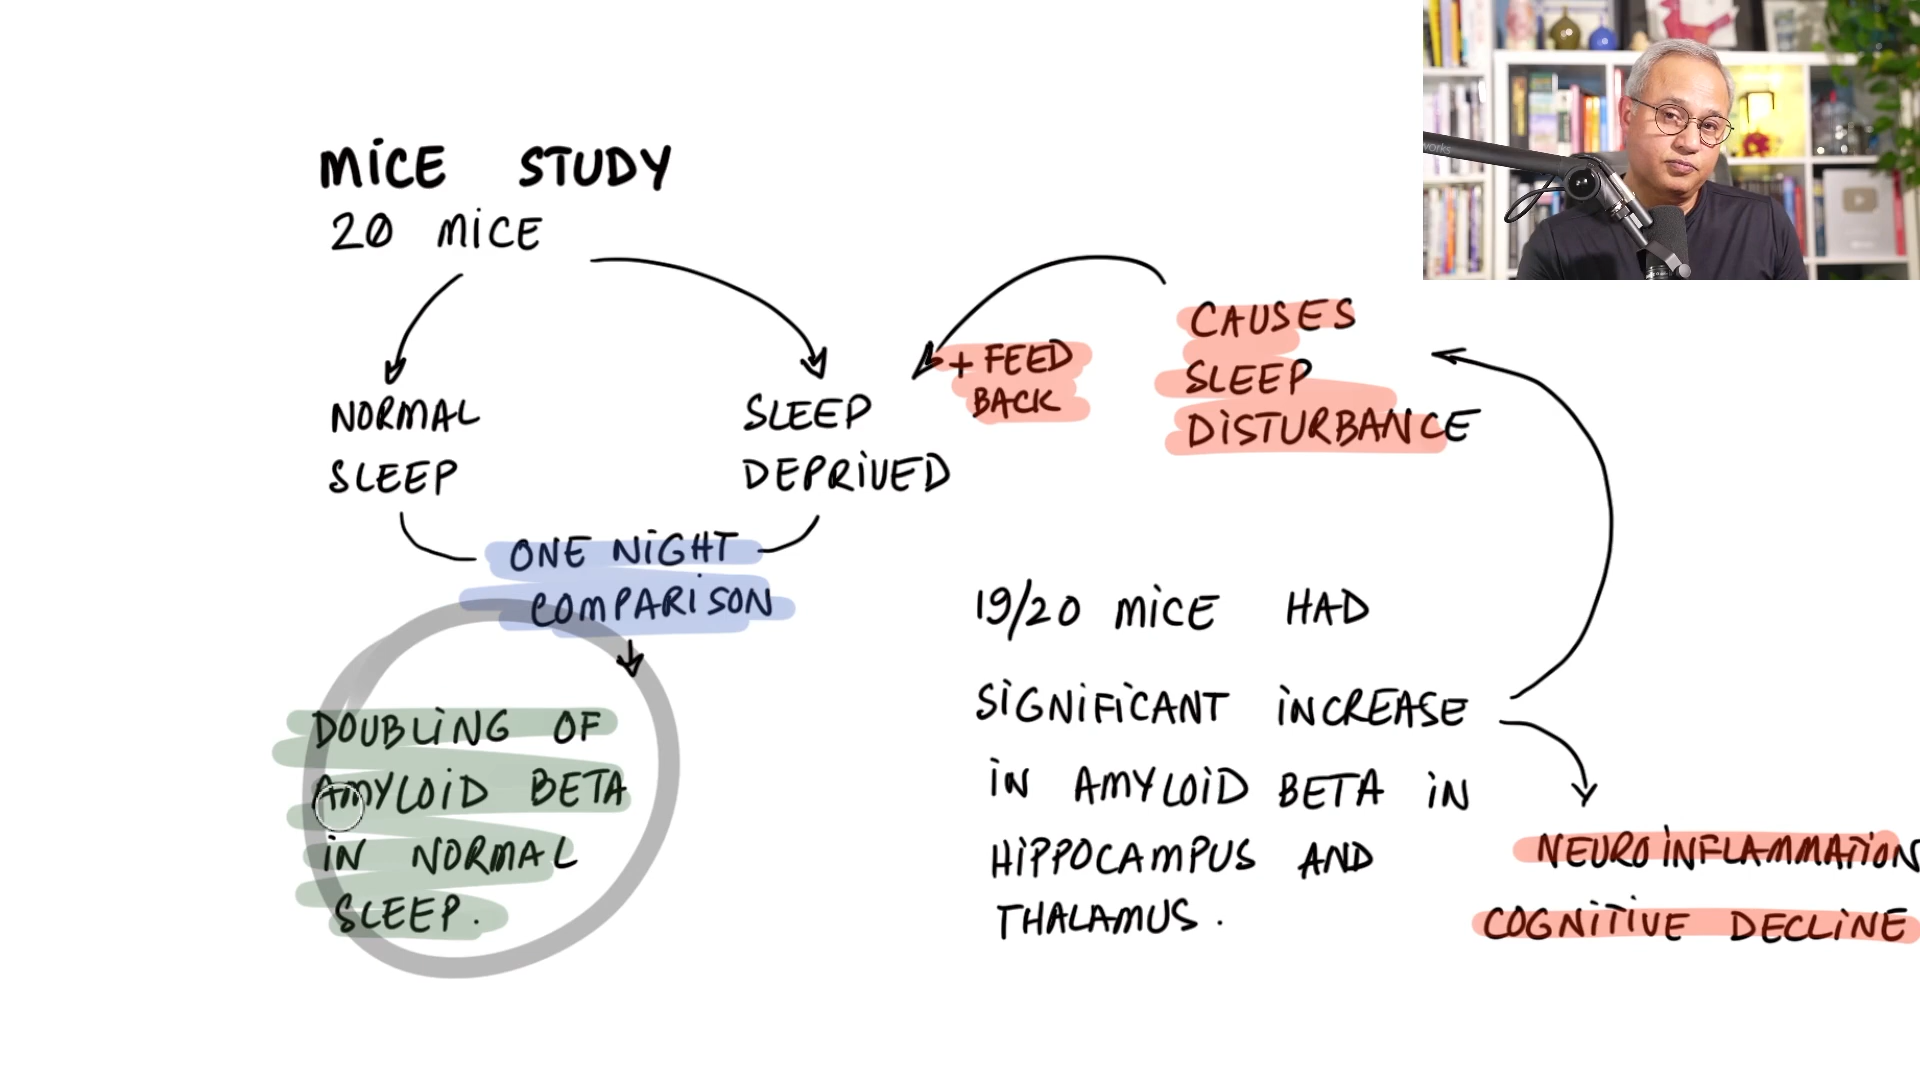 MICE STUDY
20 MICE
NORMAL
SLEEP
SLEEP
DEPRIVED
+ FEED
BACK
CAUSES
SLEEP
DISTURBANCE
ONE NIGHT
COMPARISON
DOUBLING OF
AMYLOID BETA
IN NORMAL
SLEEP.
19/20 MICE HAD
SIGNIFICANT INCREASE
IN AMYLOID BETA IN
HIPPOCAMPUS AND
THALAMUS.
NEUROINFLAMMATION
COGNITIVE DECLINE
works